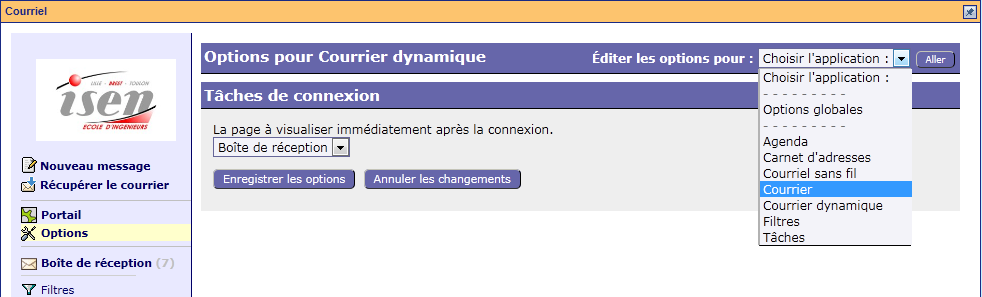 Courriel
Options pour Courrier dynamique
Éditer les options pour :
Choisir l'application :
Aller
Choisir l'application :
- - - - - - - - -
Options globales
- - - - - - - - -
Agenda
Carnet d'adresses
Courriel sans fil
Courrier
Courrier dynamique
Filtres
Tâches
Tâches de connexion
La page à visualiser immédiatement après la connexion.
Boîte de réception
Enregistrer les options
Annuler les changements
LILLE - BREST - TOULON
isen
ECOLE D'INGÉNIEURS
Nouveau message
Récupérer le courrier
Portail
Options
Boîte de réception (7)
Filtres